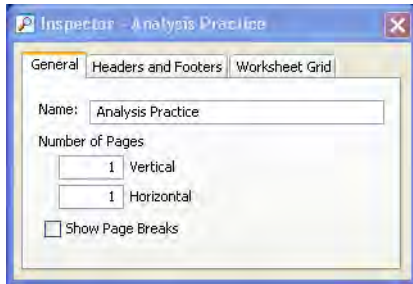 Inspector - Analysis Practice
General Headers and Footers Worksheet Grid
Name: Analysis Practice
Number of Pages
1 Vertical
1 Horizontal
Show Page Breaks